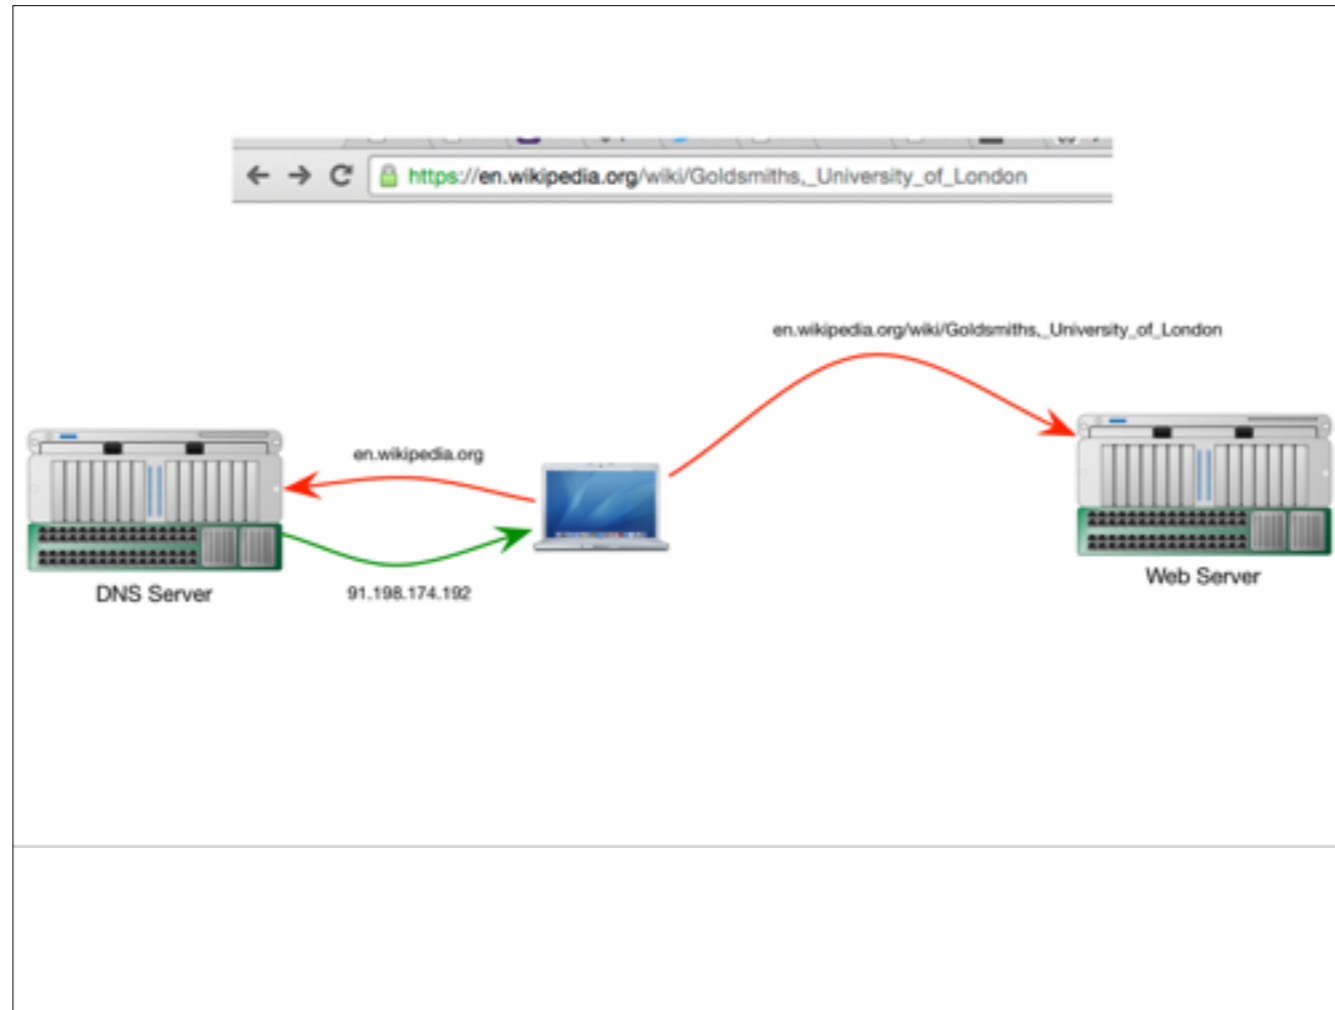 https://en.wikipedia.org/wiki/Goldsmiths,_University_of_London
en.wikipedia.org/wiki/Goldsmiths,_University_of_London
en.wikipedia.org
DNS Server
91.198.174.192
Web Server